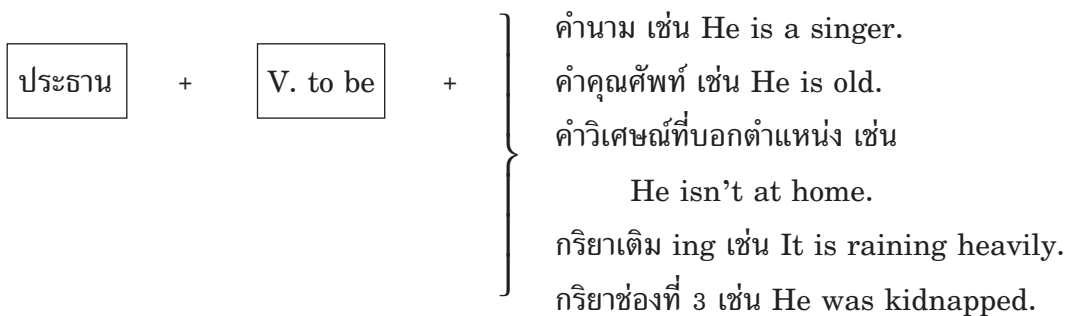 ประธาน + V. to be +
คำนาม เช่น He is a singer.
คำคุณศัพท์ เช่น He is old.
คำวิเศษณ์ที่บอกตำแหน่ง เช่น
He isn't at home.
กริยาเติม ing เช่น It is raining heavily.
กริยาช่องที่ 3 เช่น He was kidnapped.